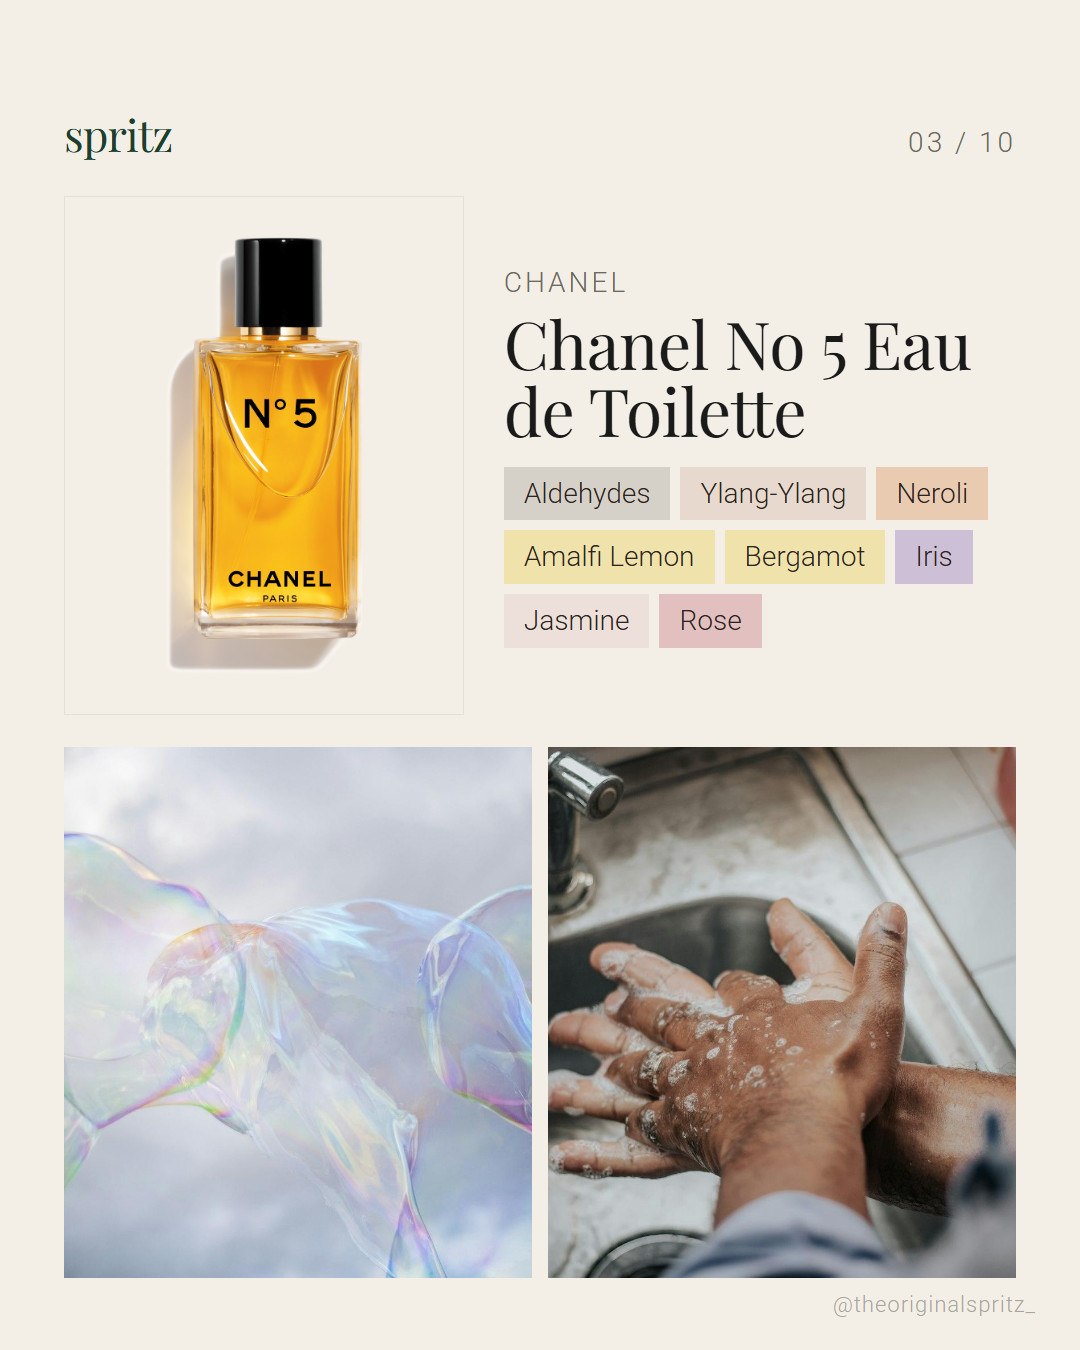 spritz
03 / 10
N°5
CHANEL
PARIS
CHANEL
Chanel No 5 Eau
de Toilette
Aldehydes
Ylang-Ylang
Neroli
Amalfi Lemon
Bergamot
Iris
Jasmine
Rose
@theoriginalspritz_